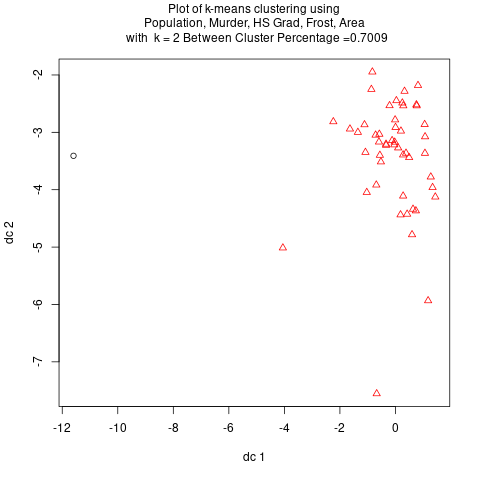 Plot of k-means clustering using
Population, Murder, HS Grad, Frost, Area
with  k = 2 Between Cluster Percentage =0.7009
-2
-3
-4
-5
-6
-7
dc 2
-12 -10 -8 -6 -4 -2 0
dc 1